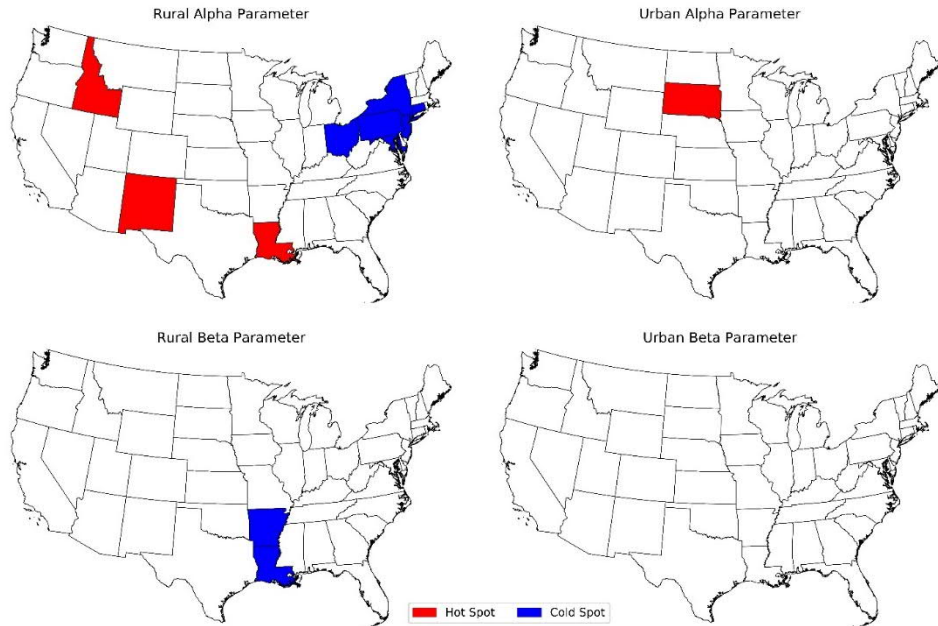 Rural Alpha Parameter
Urban Alpha Parameter
Rural Beta Parameter
Urban Beta Parameter
Hot Spot
Cold Spot